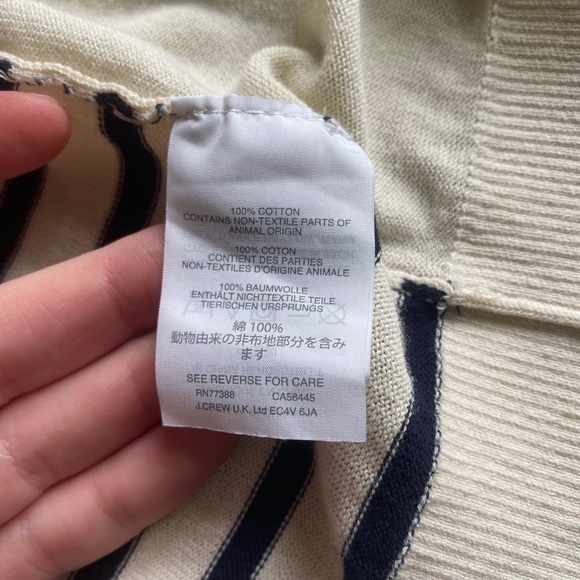 100% COTTON
CONTAINS NON-TEXTILE PARTS OF
ANIMAL ORIGIN
100% COTON
CONTIENT DES PARTIES
NON-TEXTILES D'ORIGINE ANIMALE
100% BAUMWOLLE
ENTHÄLT NICHTTEXTILE TEILE
TIERISCHEN URSPRUNGS
綿 100%
動物由来の非布地部分を含み
ます
SEE REVERSE FOR CARE
RN77388 CA56445
J.CREW U.K. Ltd EC4V 6JA